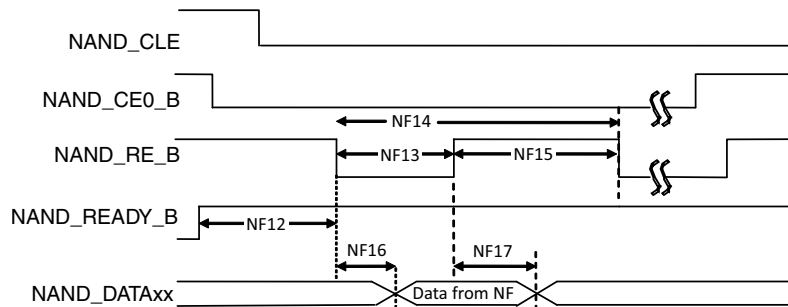 NAND_CLE
NAND_CE0_B
NF14
NAND_RE_B
NF13
NF15
NAND_READY_B
NF12
NF16
NF17
NAND_DATAxx
Data from NF